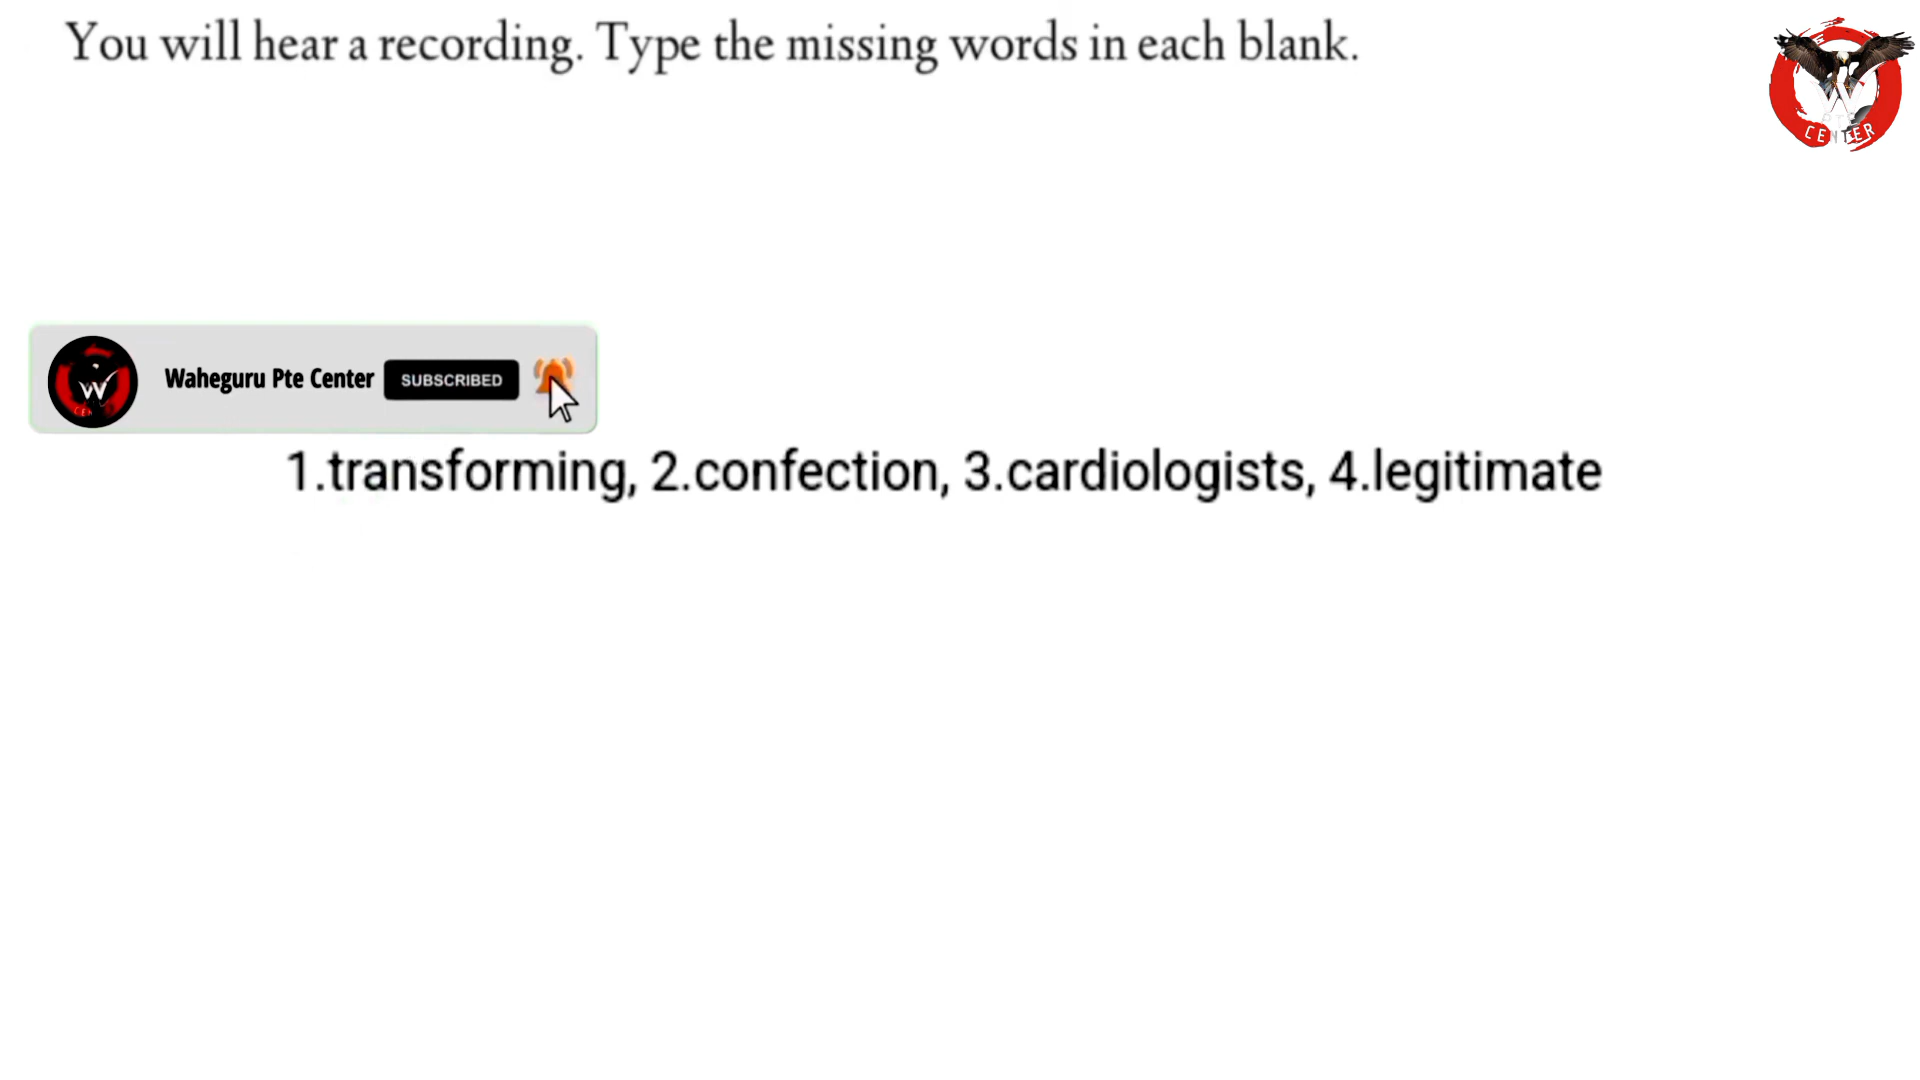 You will hear a recording. Type the missing words in each blank.
CENTER
Waheguru Pte Center SUBSCRIBED
1.transforming, 2.confection, 3.cardiologists, 4.legitimate